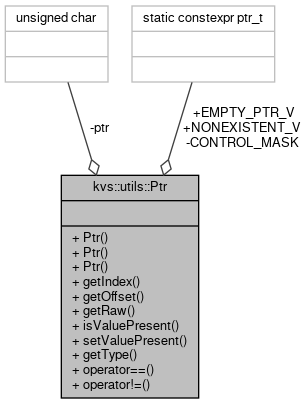 unsigned char
static constexpr ptr_t
-ptr
+EMPTY_PTR_V
+NONEXISTENT_V
-CONTROL_MASK
kvs::utils::Ptr
+ Ptr()
+ Ptr()
+ Ptr()
+ getIndex()
+ getOffset()
+ getRaw()
+ isValuePresent()
+ setValuePresent()
+ getType()
+ operator==()
+ operator!=()